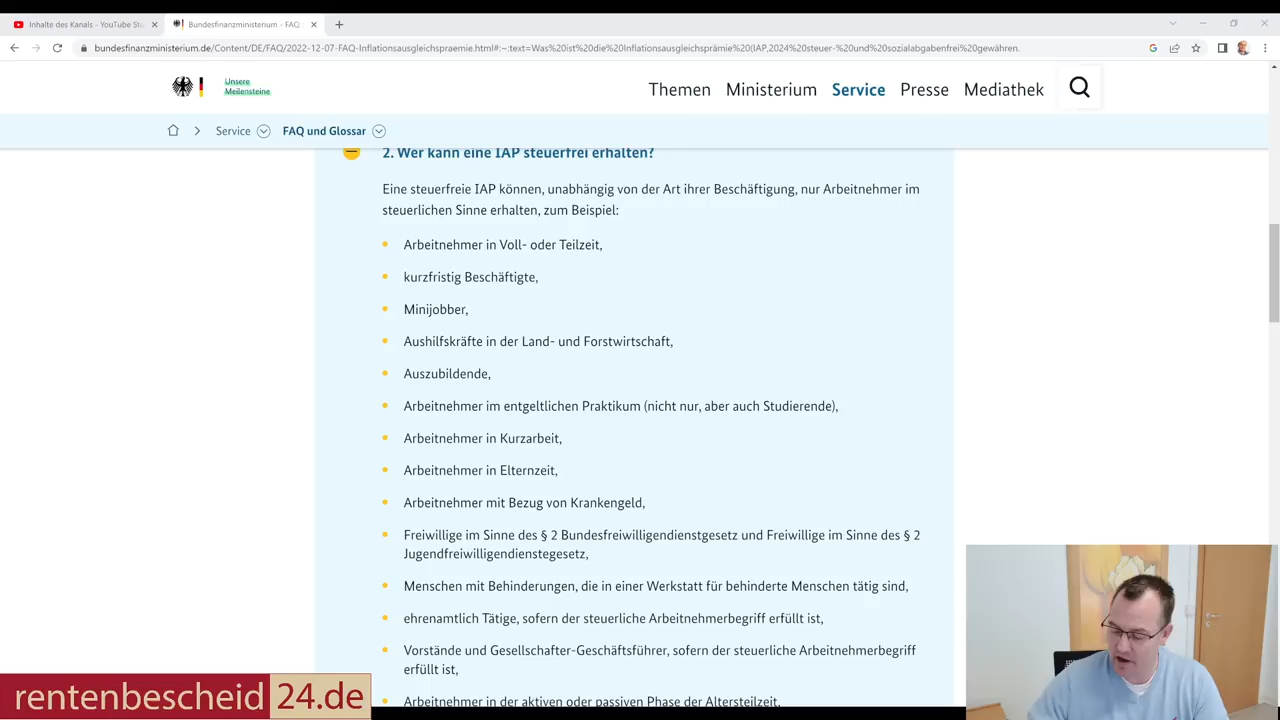 Inhalte des Kanals - YouTube Stu
Bundesfinanzministerium - FAQ
bundesfinanzministerium.de/Content/DE/FAQ/2022-12-07-FAQ-Inflationsausgleichspraemie.html#:~:text=Was%20ist%20die%20Inflationsausgleichsprämie%20(IAP,2024%20steuer-%20und%20sozialabgabenfrei%20gewähren.
Unsere
Meilensteine
Themen Ministerium Service Presse Mediathek
Service FAQ und Glossar
2. Wer kann eine IAP steuerfrei erhalten?
Eine steuerfreie IAP können, unabhängig von der Art ihrer Beschäftigung, nur Arbeitnehmer im
steuerlichen Sinne erhalten, zum Beispiel:
Arbeitnehmer in Voll- oder Teilzeit,
kurzfristig Beschäftigte,
Minijobber,
Aushilfskräfte in der Land- und Forstwirtschaft,
Auszubildende,
Arbeitnehmer im entgeltlichen Praktikum (nicht nur, aber auch Studierende),
Arbeitnehmer in Kurzarbeit,
Arbeitnehmer in Elternzeit,
Arbeitnehmer mit Bezug von Krankengeld,
Freiwillige im Sinne des § 2 Bundesfreiwilligendienstgesetz und Freiwillige im Sinne des § 2
Jugendfreiwilligendienstegesetz,
Menschen mit Behinderungen, die in einer Werkstatt für behinderte Menschen tätig sind,
ehrenamtlich Tätige, sofern der steuerliche Arbeitnehmerbegriff erfüllt ist,
Vorstände und Gesellschafter-Geschäftsführer, sofern der steuerliche Arbeitnehmerbegriff
erfüllt ist,
Arbeitnehmer in der aktiven oder passiven Phase der Altersteilzeit,
rentenbescheid24.de